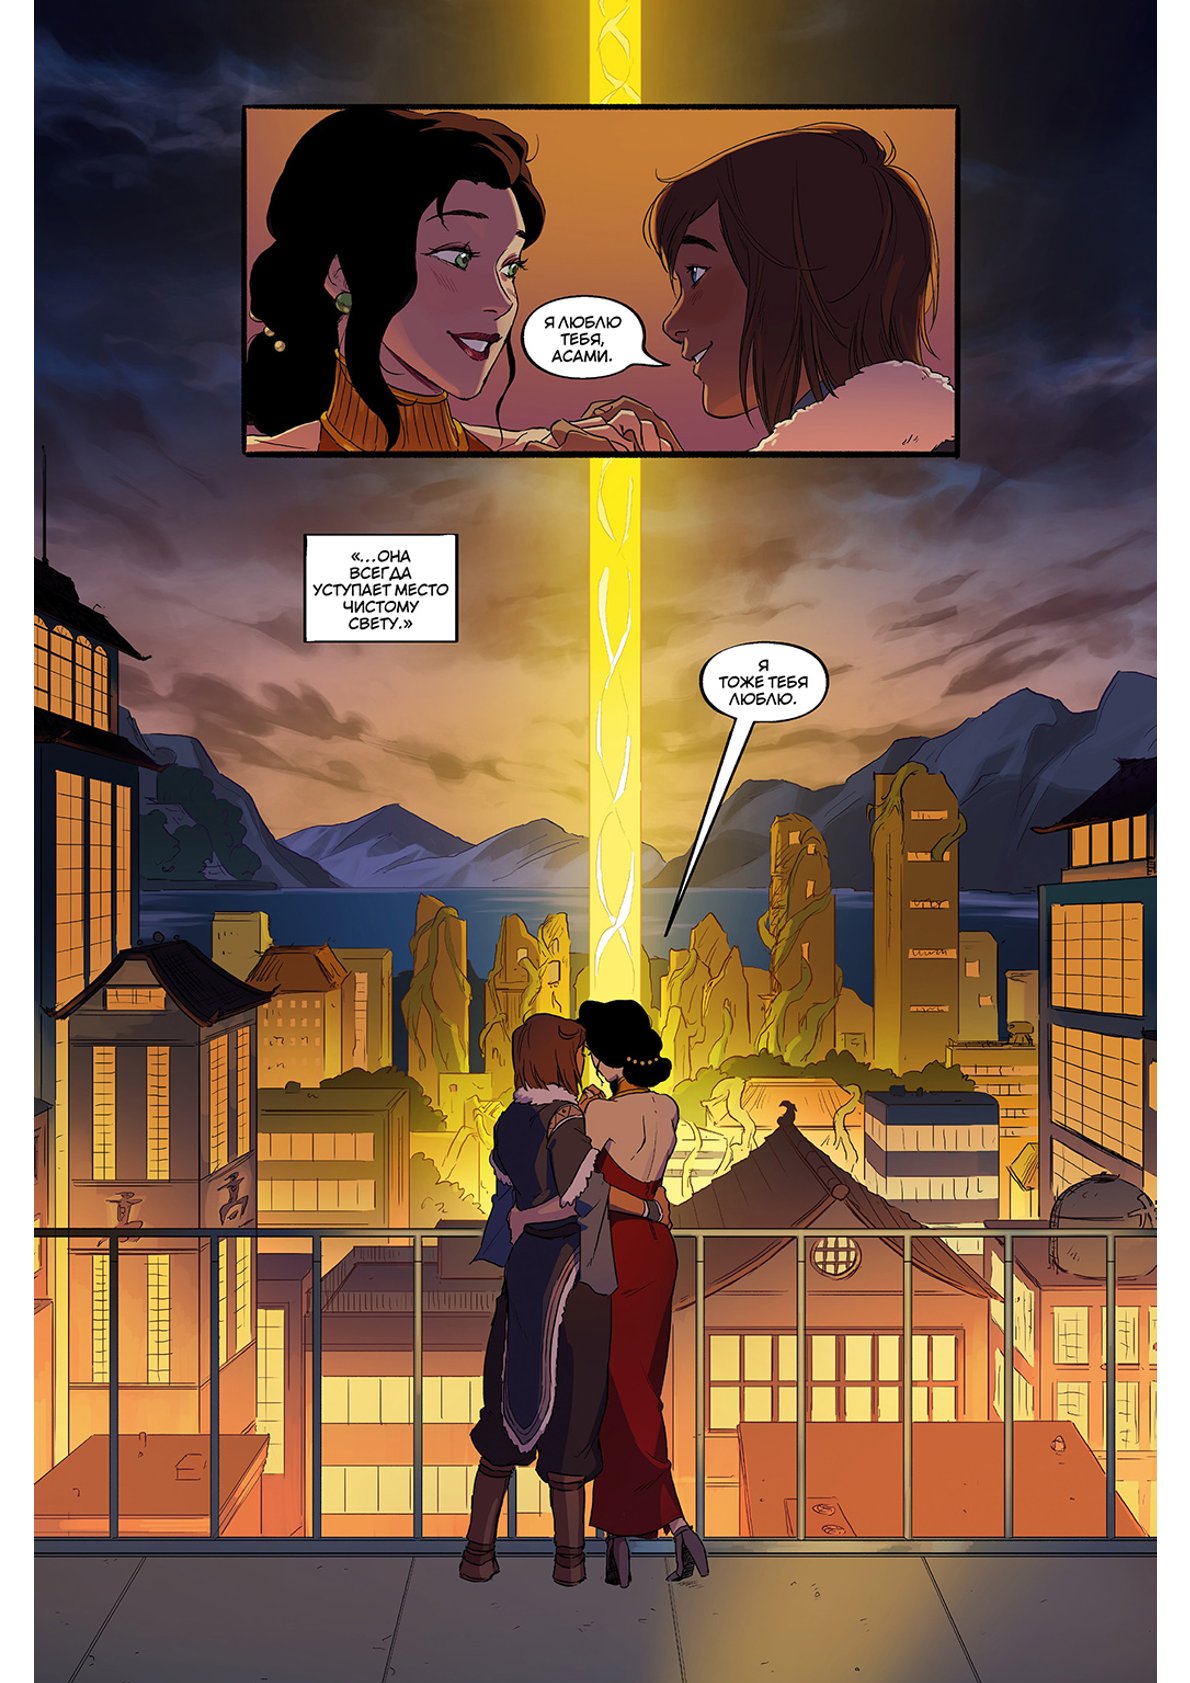 Я ЛЮБЛЮ
ТЕБЯ,
АСАМИ.
«...ОНА
ВСЕГДА
УСТУПАЕТ МЕСТО
ЧИСТОМУ
СВЕТУ.»
Я
ТОЖЕ ТЕБЯ
ЛЮБЛЮ.